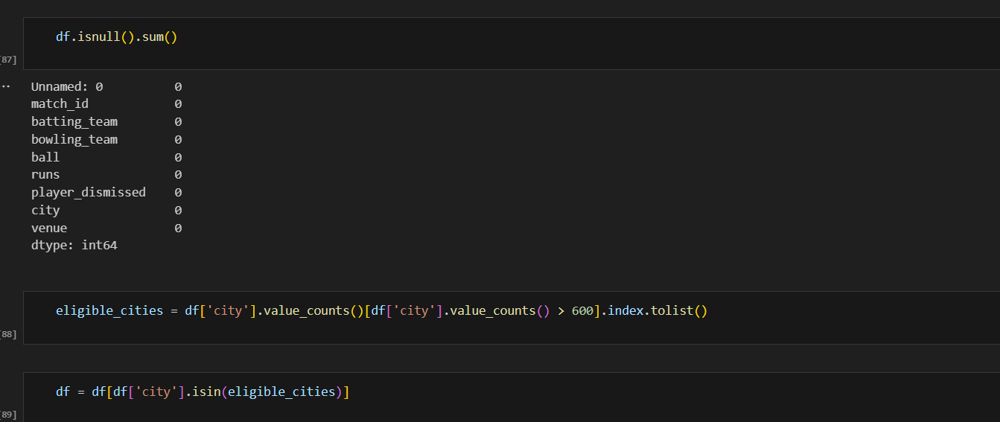 df.isnull().sum()
[87]
..
Unnamed: 0 0
match_id 0
batting_team 0
bowling_team 0
ball 0
runs 0
player_dismissed 0
city 0
venue 0
dtype: int64
eligible_cities = df['city'].value_counts()[df['city'].value_counts() > 600].index.tolist()
[88]
df = df[df['city'].isin(eligible_cities)]
[89]